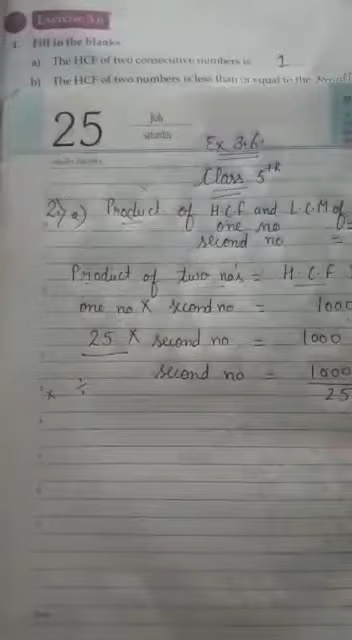 Exercise 3.6
1. Fill in the blanks.
a) The HCF of two consecutive numbers is 1
b) The HCF of two numbers is less than or equal to the
25
July
saturday
Ex 3.6.
Class 5th
2) a) Product of H.C.F and L.C.M of
one no =
second no =
Product of two no's = H.C.F
one no X second no = 1000
25 X second no = 1000
second no = 1000
25
x ÷